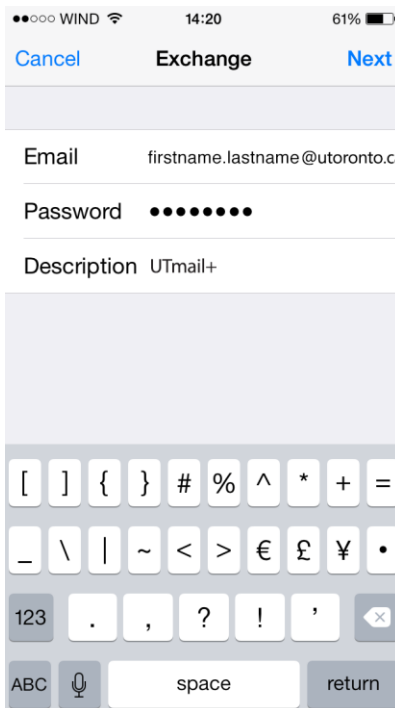 ●●○○○ WIND 14:20 61%
Cancel Exchange Next
Email firstname.lastname@utoronto.c
Password ●●●●●●●●
Description UTmail+
[ ] { } # % ^ * + =
_ \ | ~ < > € £ ¥ •
123 . , ? ! ’
ABC space return